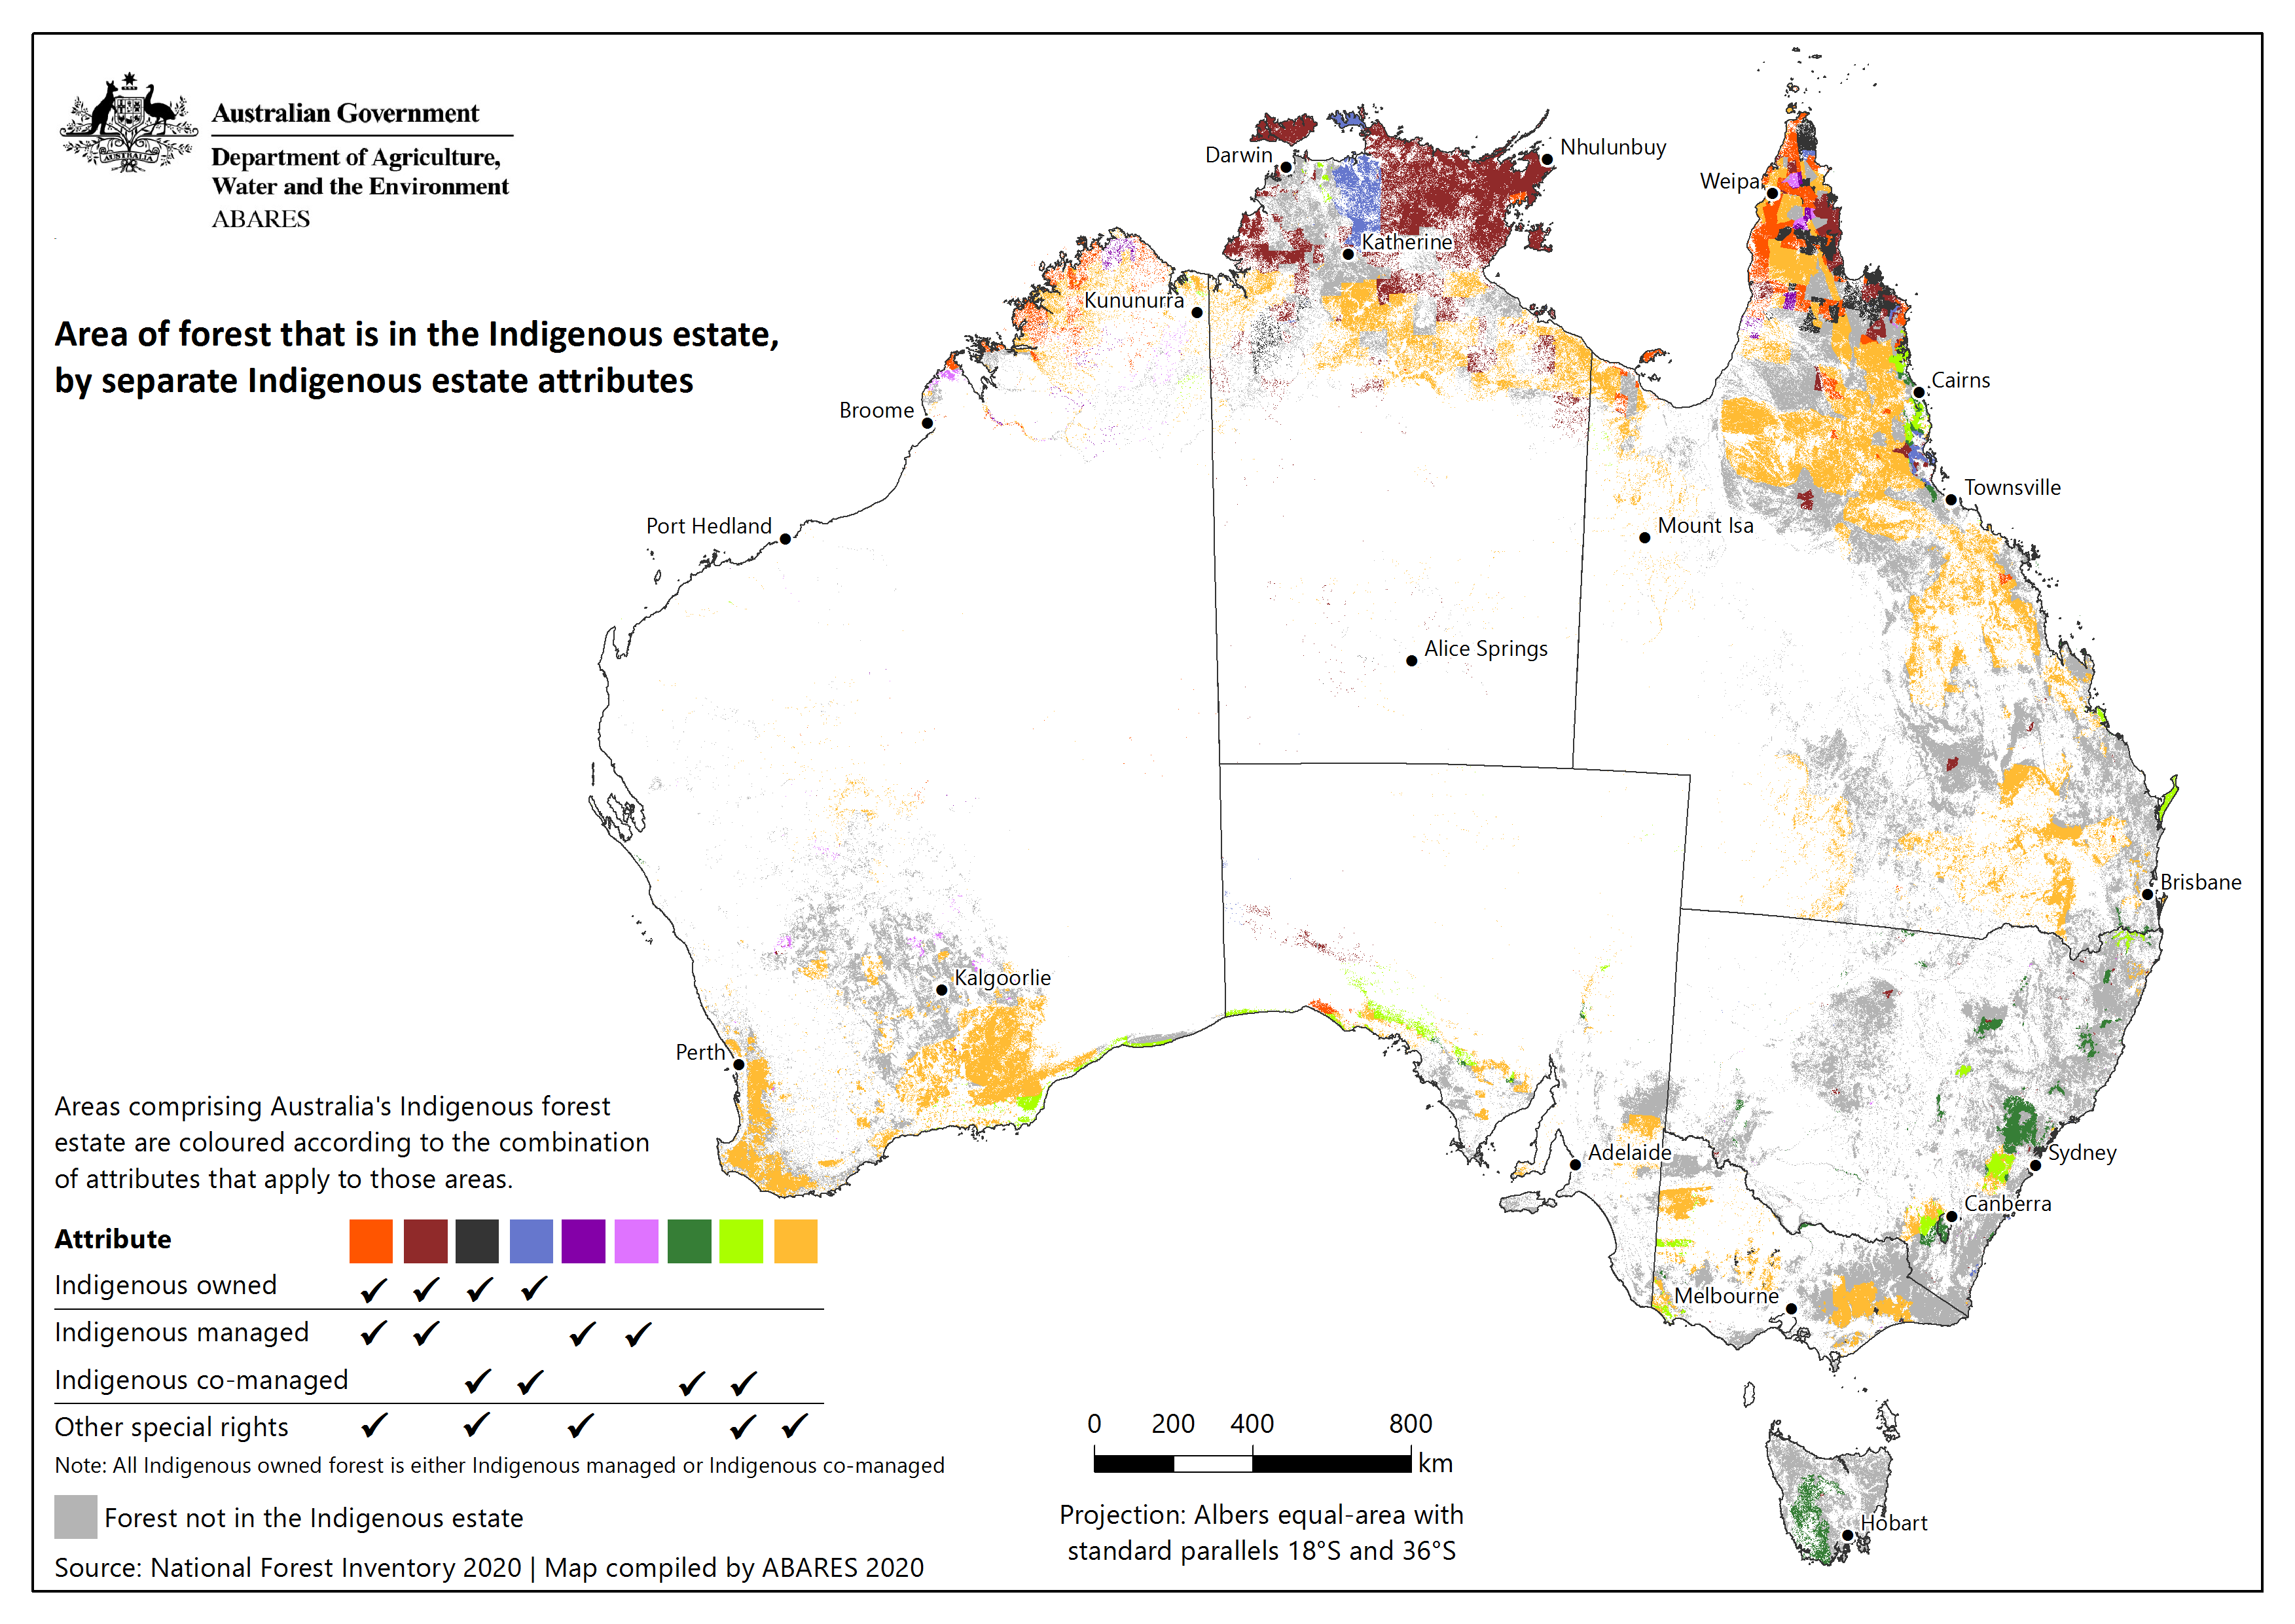 AUSTRALIA
Australian Government
Department of Agriculture,
Water and the Environment
ABARES
Area of forest that is in the Indigenous estate,
by separate Indigenous estate attributes
Darwin
Nhulunbuy
Weipa
Katherine
Kununurra
Broome
Cairns
Townsville
Port Hedland
Mount Isa
Alice Springs
Brisbane
Kalgoorlie
Perth
Adelaide
Sydney
Canberra
Melbourne
Hobart
Areas comprising Australia's Indigenous forest
estate are coloured according to the combination
of attributes that apply to those areas.
Attribute
Indigenous owned ✓ ✓ ✓ ✓
Indigenous managed ✓ ✓ ✓ ✓
Indigenous co-managed ✓ ✓ ✓ ✓
Other special rights ✓ ✓ ✓ ✓ ✓
Note: All Indigenous owned forest is either Indigenous managed or Indigenous co-managed
Forest not in the Indigenous estate
Source: National Forest Inventory 2020 | Map compiled by ABARES 2020
0 200 400 800
km
Projection: Albers equal-area with
standard parallels 18°S and 36°S